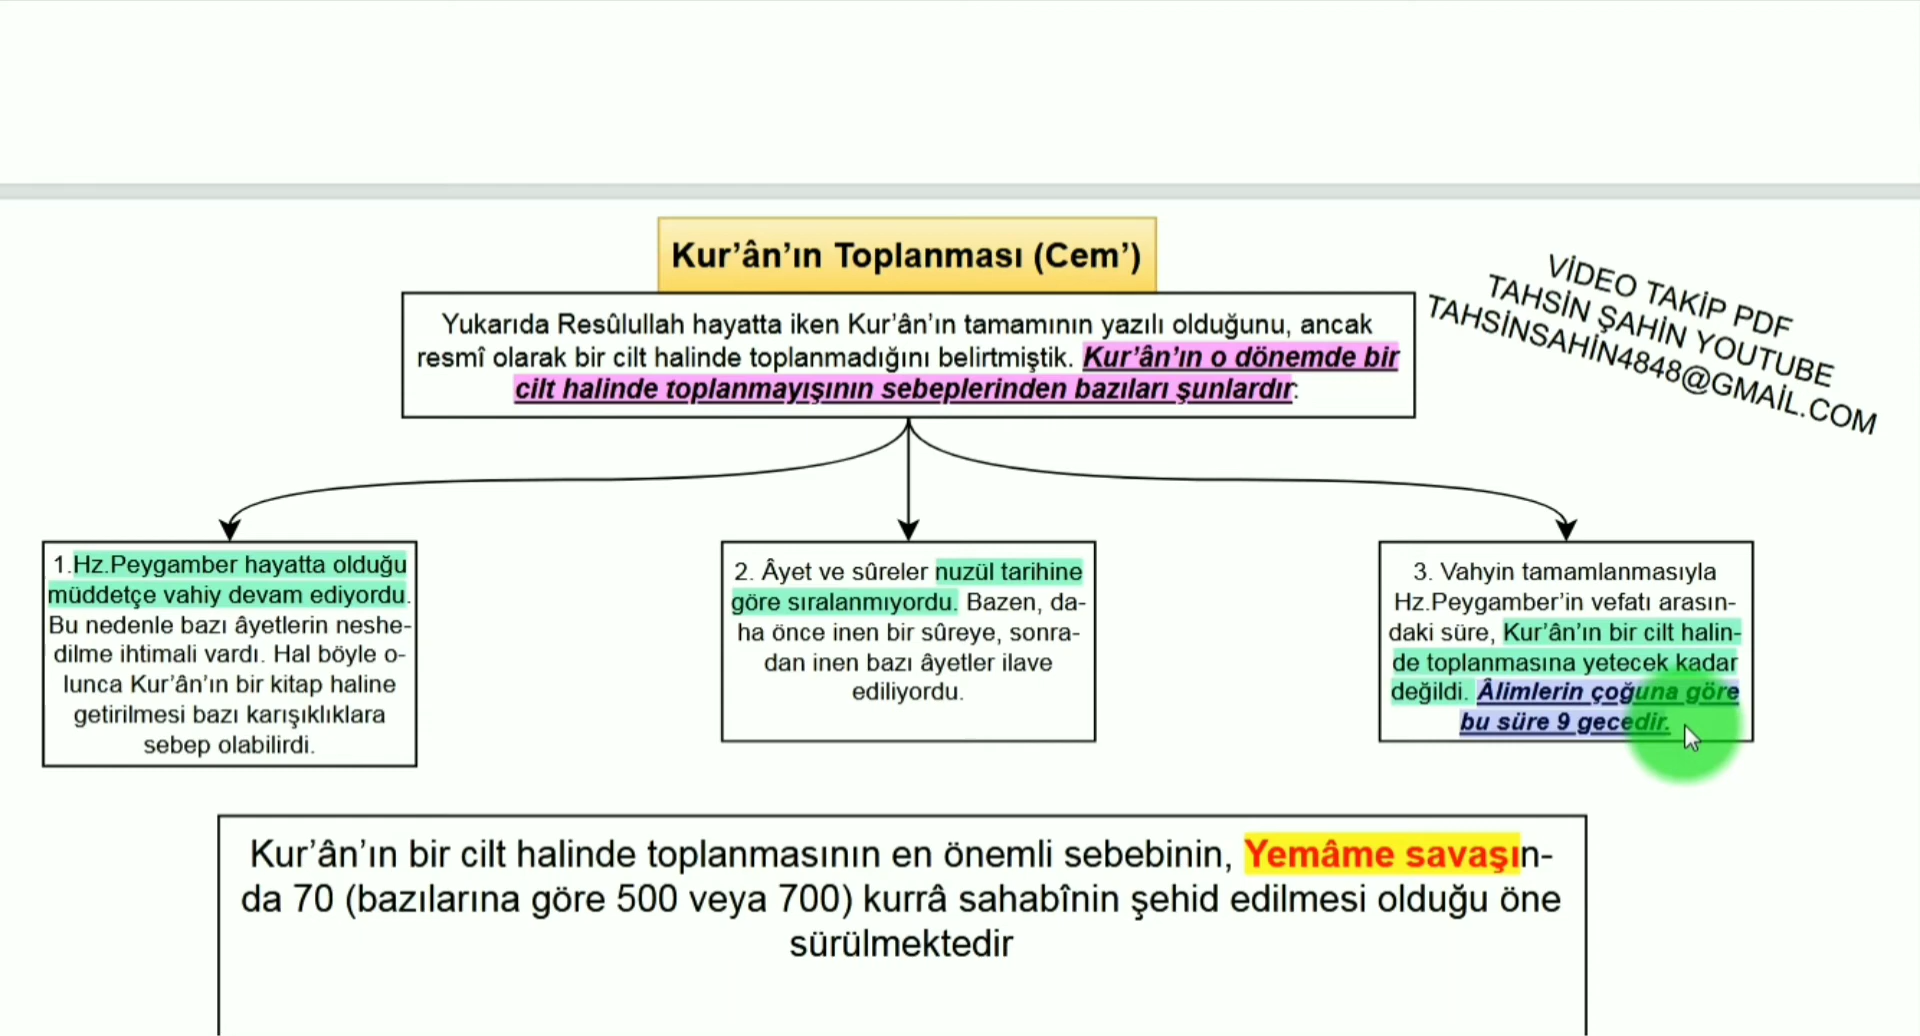 Kur’ân’ın Toplanması (Cem’)
Yukarıda Resûlullah hayatta iken Kur’ân’ın tamamının yazılı olduğunu, ancak
resmî olarak bir cilt halinde toplanmadığını belirtmiştik. Kur’ân’ın o dönemde bir
cilt halinde toplanmayışının sebeplerinden bazıları şunlardır:
VİDEO TAKİP PDF
TAHSİN ŞAHİN YOUTUBE
TAHSİNSAHİN4848@GMAİL.COM
1.Hz.Peygamber hayatta olduğu
müddetçe vahiy devam ediyordu.
Bu nedenle bazı âyetlerin neshe-
dilme ihtimali vardı. Hal böyle o-
lunca Kur’ân’ın bir kitap haline
getirilmesi bazı karışıklıklara
sebep olabilirdi.
2. Âyet ve sûreler nuzül tarihine
göre sıralanmıyordu. Bazen, da-
ha önce inen bir sûreye, sonra-
dan inen bazı âyetler ilave
ediliyordu.
3. Vahyin tamamlanmasıyla
Hz.Peygamber’in vefatı arasın-
daki süre, Kur’ân’ın bir cilt halin-
de toplanmasına yetecek kadar
değildi. Âlimlerin çoğuna göre
bu süre 9 gecedir.
Kur’ân’ın bir cilt halinde toplanmasının en önemli sebebinin, Yemâme savaşın-
da 70 (bazılarına göre 500 veya 700) kurrâ sahabînin şehid edilmesi olduğu öne
sürülmektedir